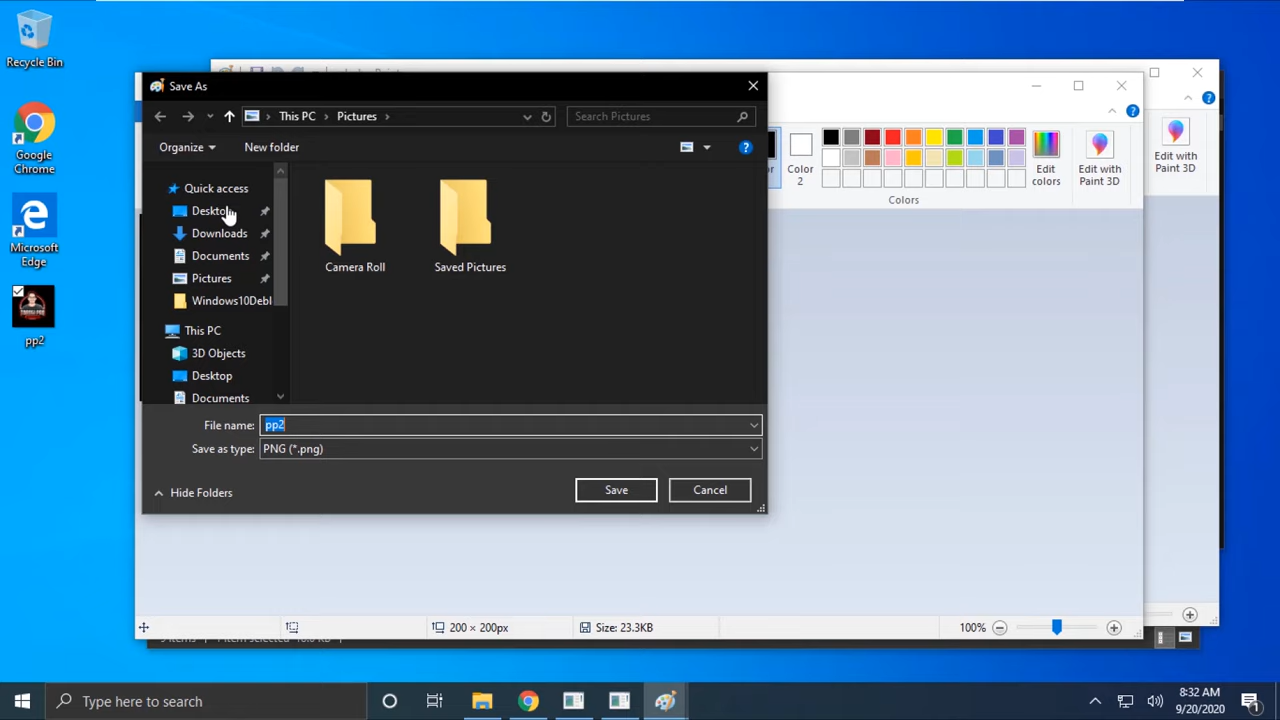 Recycle Bin
Google
Chrome
Microsoft
Edge
pp2
Save As
This PC
Pictures
Search Pictures
Organize
New folder
Quick access
Desktop
Downloads
Documents
Pictures
Windows10Debl
This PC
3D Objects
Desktop
Documents
Camera Roll
Saved Pictures
File name:
pp2
Save as type:
PNG (*.png)
Hide Folders
Save
Cancel
Color
2
Edit
colors
Edit with
Paint 3D
Colors
Edit with
Paint 3D
200 × 200px
Size: 23.3KB
100%
Type here to search
8:32 AM
9/20/2020